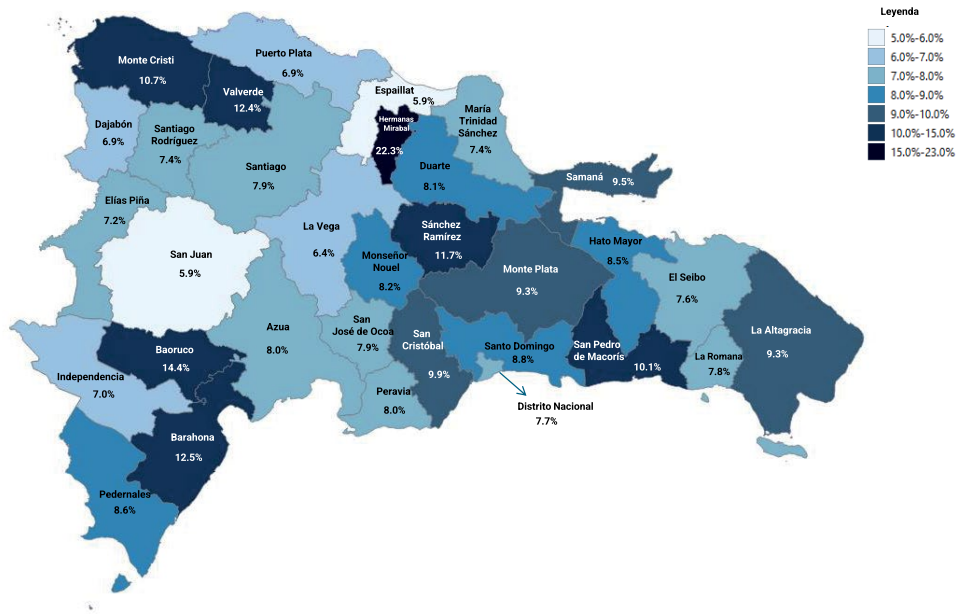 Leyenda
5.0%-6.0%
6.0%-7.0%
7.0%-8.0%
8.0%-9.0%
9.0%-10.0%
10.0%-15.0%
15.0%-23.0%
Monte Cristi
10.7%
Puerto Plata
6.9%
Valverde
12.4%
Espaillat
5.9%
Hermanas
Mirabal
22.3%
María
Trinidad
Sánchez
7.4%
Dajabón
6.9%
Santiago
Rodríguez
7.4%
Santiago
7.9%
Duarte
8.1%
Samaná
9.5%
Elías Piña
7.2%
San Juan
5.9%
La Vega
6.4%
Sánchez
Ramírez
11.7%
Monseñor
Nouel
8.2%
Monte Plata
9.3%
Hato Mayor
8.5%
El Seibo
7.6%
La Altagracia
9.3%
Azua
8.0%
San
José de Ocoa
7.9%
San
Cristóbal
9.9%
Santo Domingo
8.8%
San Pedro
de Macorís
10.1%
La Romana
7.8%
Baoruco
14.4%
Independencia
7.0%
Peravia
8.0%
Distrito Nacional
7.7%
Barahona
12.5%
Pedernales
8.6%